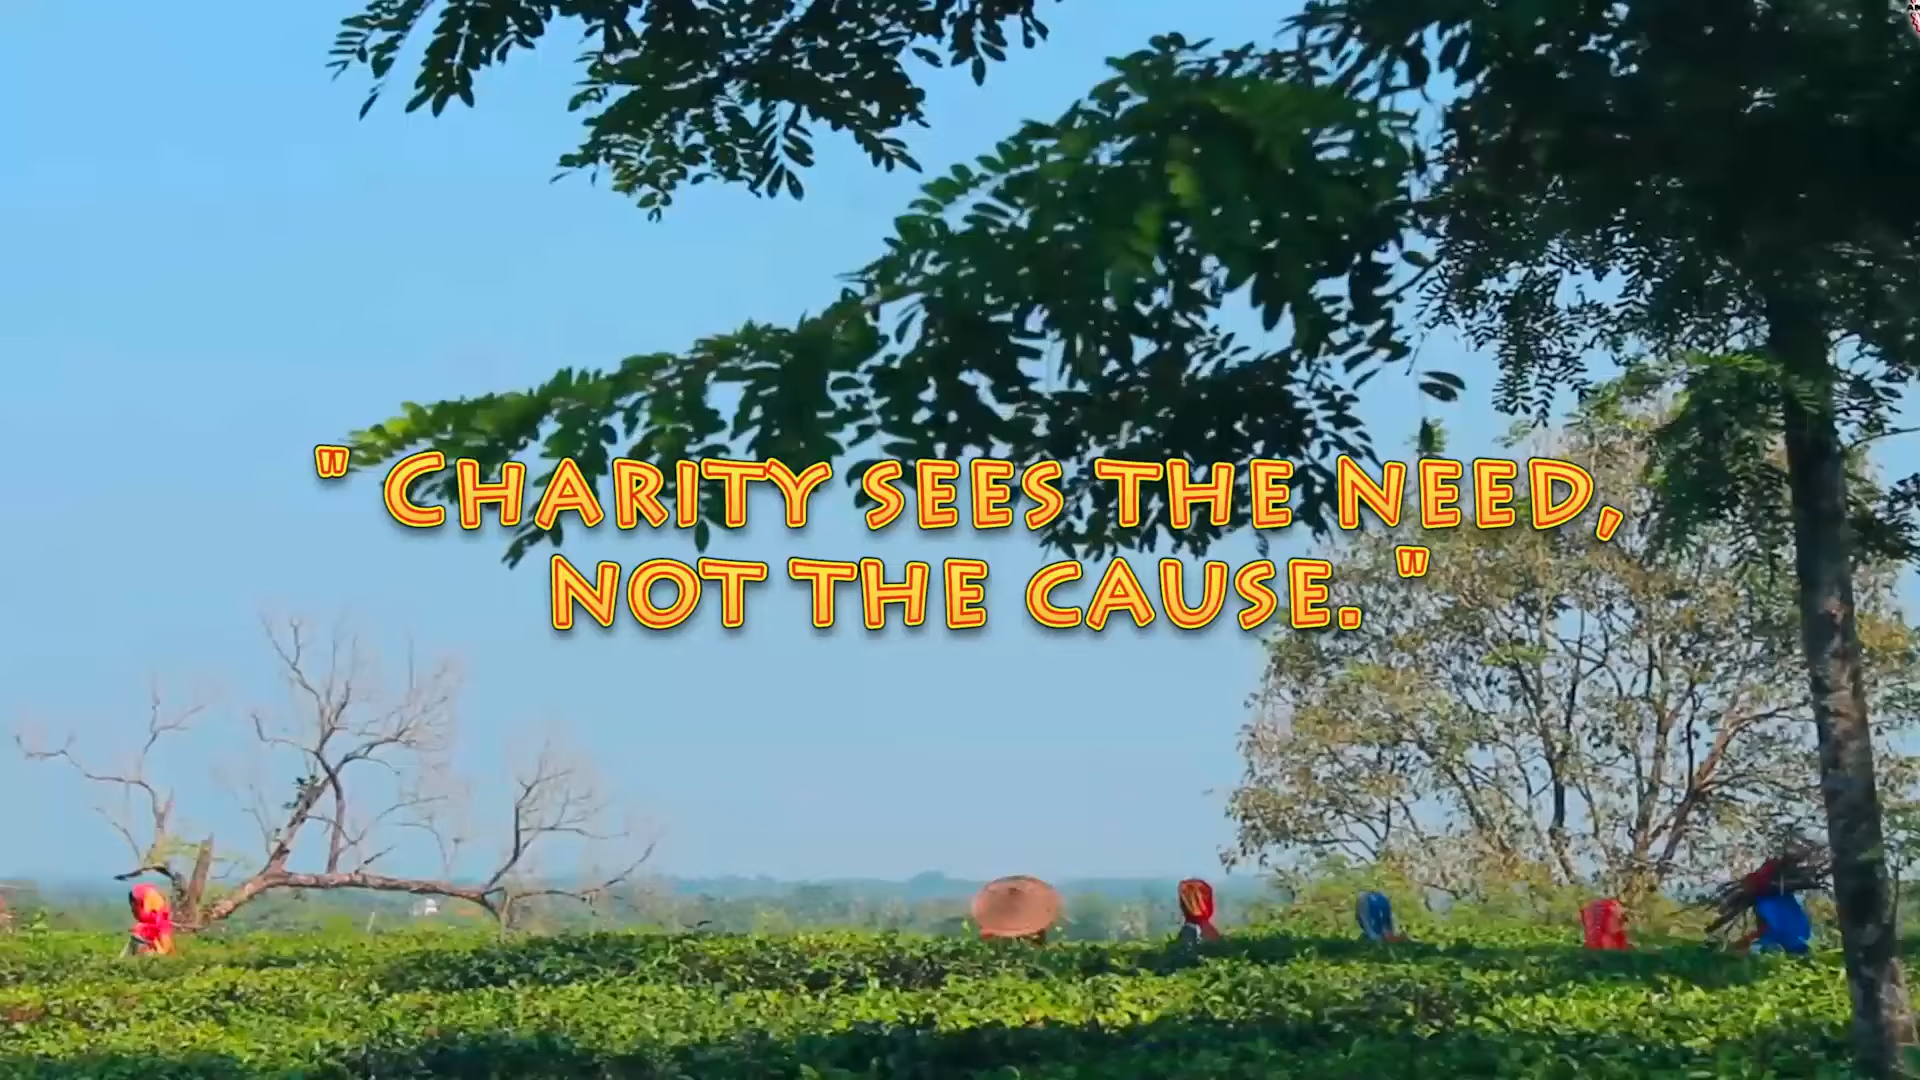 " CHARITY SEES THE NEED,
NOT THE CAUSE. "